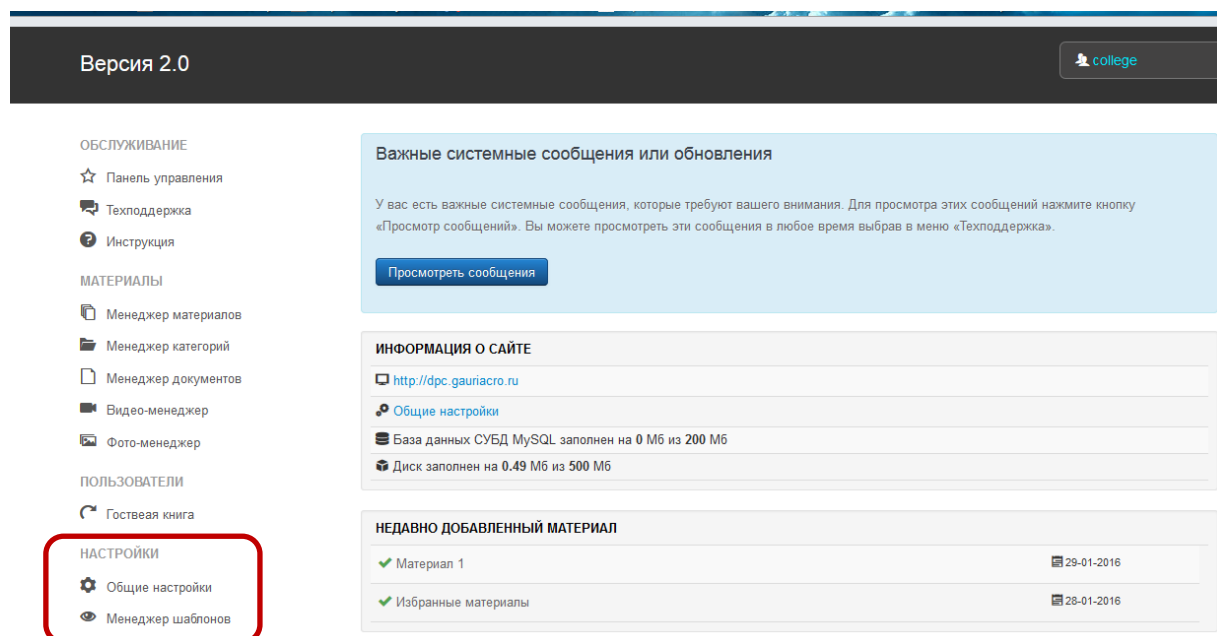 Версия 2.0
college
ОБСЛУЖИВАНИЕ
Панель управления
Техподдержка
Инструкция
МАТЕРИАЛЫ
Менеджер материалов
Менеджер категорий
Менеджер документов
Видео-менеджер
Фото-менеджер
ПОЛЬЗОВАТЕЛИ
Гоствеая книга
НАСТРОЙКИ
Общие настройки
Менеджер шаблонов
Важные системные сообщения или обновления
У вас есть важные системные сообщения, которые требуют вашего внимания. Для просмотра этих сообщений нажмите кнопку
«Просмотр сообщений». Вы можете просмотреть эти сообщения в любое время выбрав в меню «Техподдержка».
Просмотреть сообщения
ИНФОРМАЦИЯ О САЙТЕ
http://dpc.gauriacro.ru
Общие настройки
База данных СУБД MySQL заполнен на 0 Мб из 200 Мб
Диск заполнен на 0.49 Мб из 500 Мб
НЕДАВНО ДОБАВЛЕННЫЙ МАТЕРИАЛ
Материал 1 29-01-2016
Избранные материалы 28-01-2016